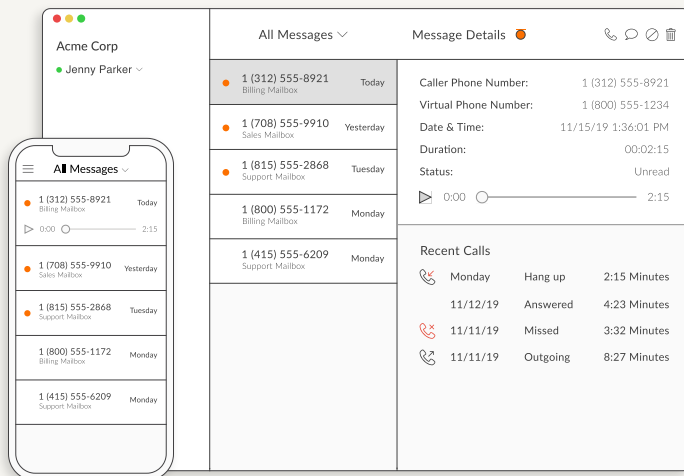 Acme Corp
Jenny Parker
All Messages
1 (312) 555-8921 Today
Billing Mailbox
1 (708) 555-9910 Yesterday
Sales Mailbox
1 (815) 555-2868 Tuesday
Support Mailbox
1 (800) 555-1172 Monday
Billing Mailbox
1 (415) 555-6209 Monday
Support Mailbox
Message Details
Caller Phone Number: 1 (312) 555-8921
Virtual Phone Number: 1 (800) 555-1234
Date & Time: 11/15/19 1:36:01 PM
Duration: 00:02:15
Status: Unread
0:00 2:15
Recent Calls
Monday Hang up 2:15 Minutes
11/12/19 Answered 4:23 Minutes
11/11/19 Missed 3:32 Minutes
11/11/19 Outgoing 8:27 Minutes
All Messages
1 (312) 555-8921 Today
Billing Mailbox
0:00 2:15
1 (708) 555-9910 Yesterday
Sales Mailbox
1 (815) 555-2868 Tuesday
Support Mailbox
1 (800) 555-1172 Monday
Billing Mailbox
1 (415) 555-6209 Monday
Support Mailbox